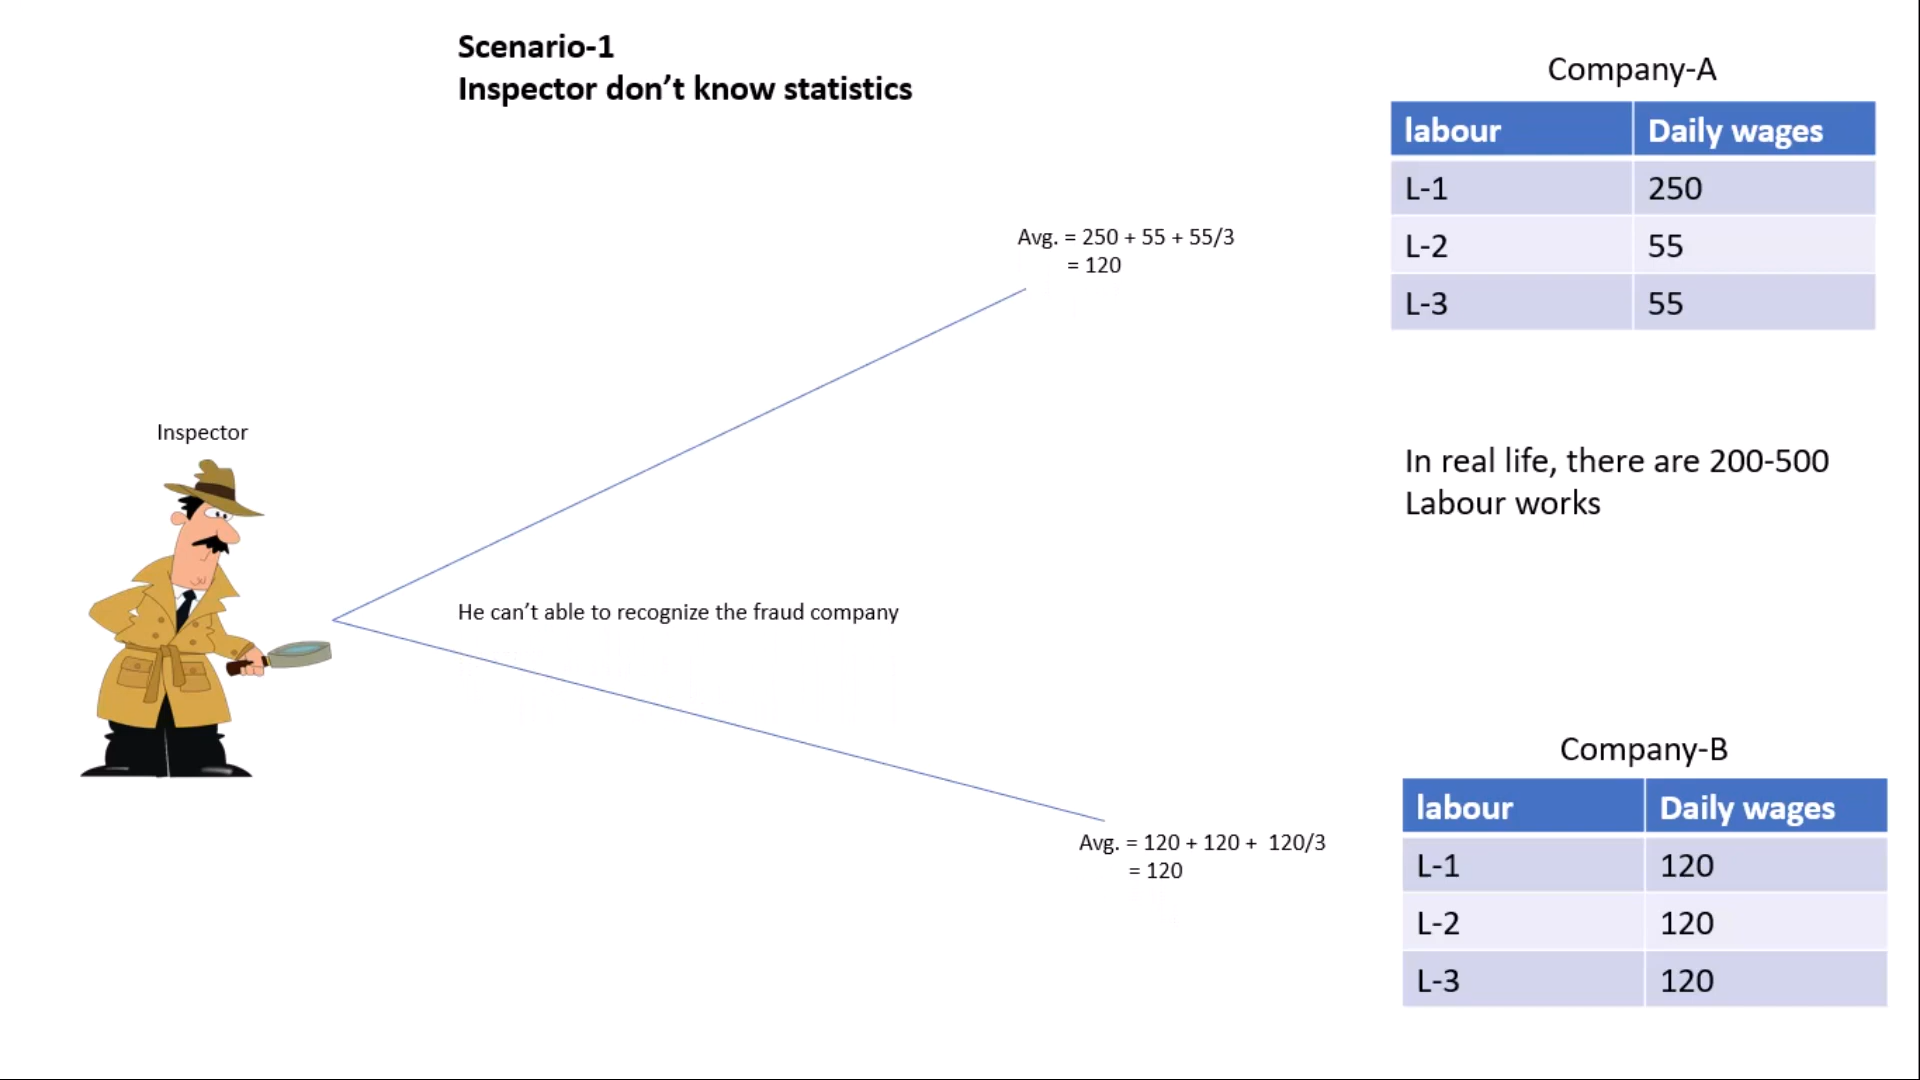 Scenario-1
Inspector don’t know statistics
Company-A
labour Daily wages
L-1 250
L-2 55
L-3 55
Avg. = 250 + 55 + 55/3
= 120
Inspector
In real life, there are 200-500
Labour works
He can’t able to recognize the fraud company
Company-B
labour Daily wages
L-1 120
L-2 120
L-3 120
Avg. = 120 + 120 + 120/3
= 120